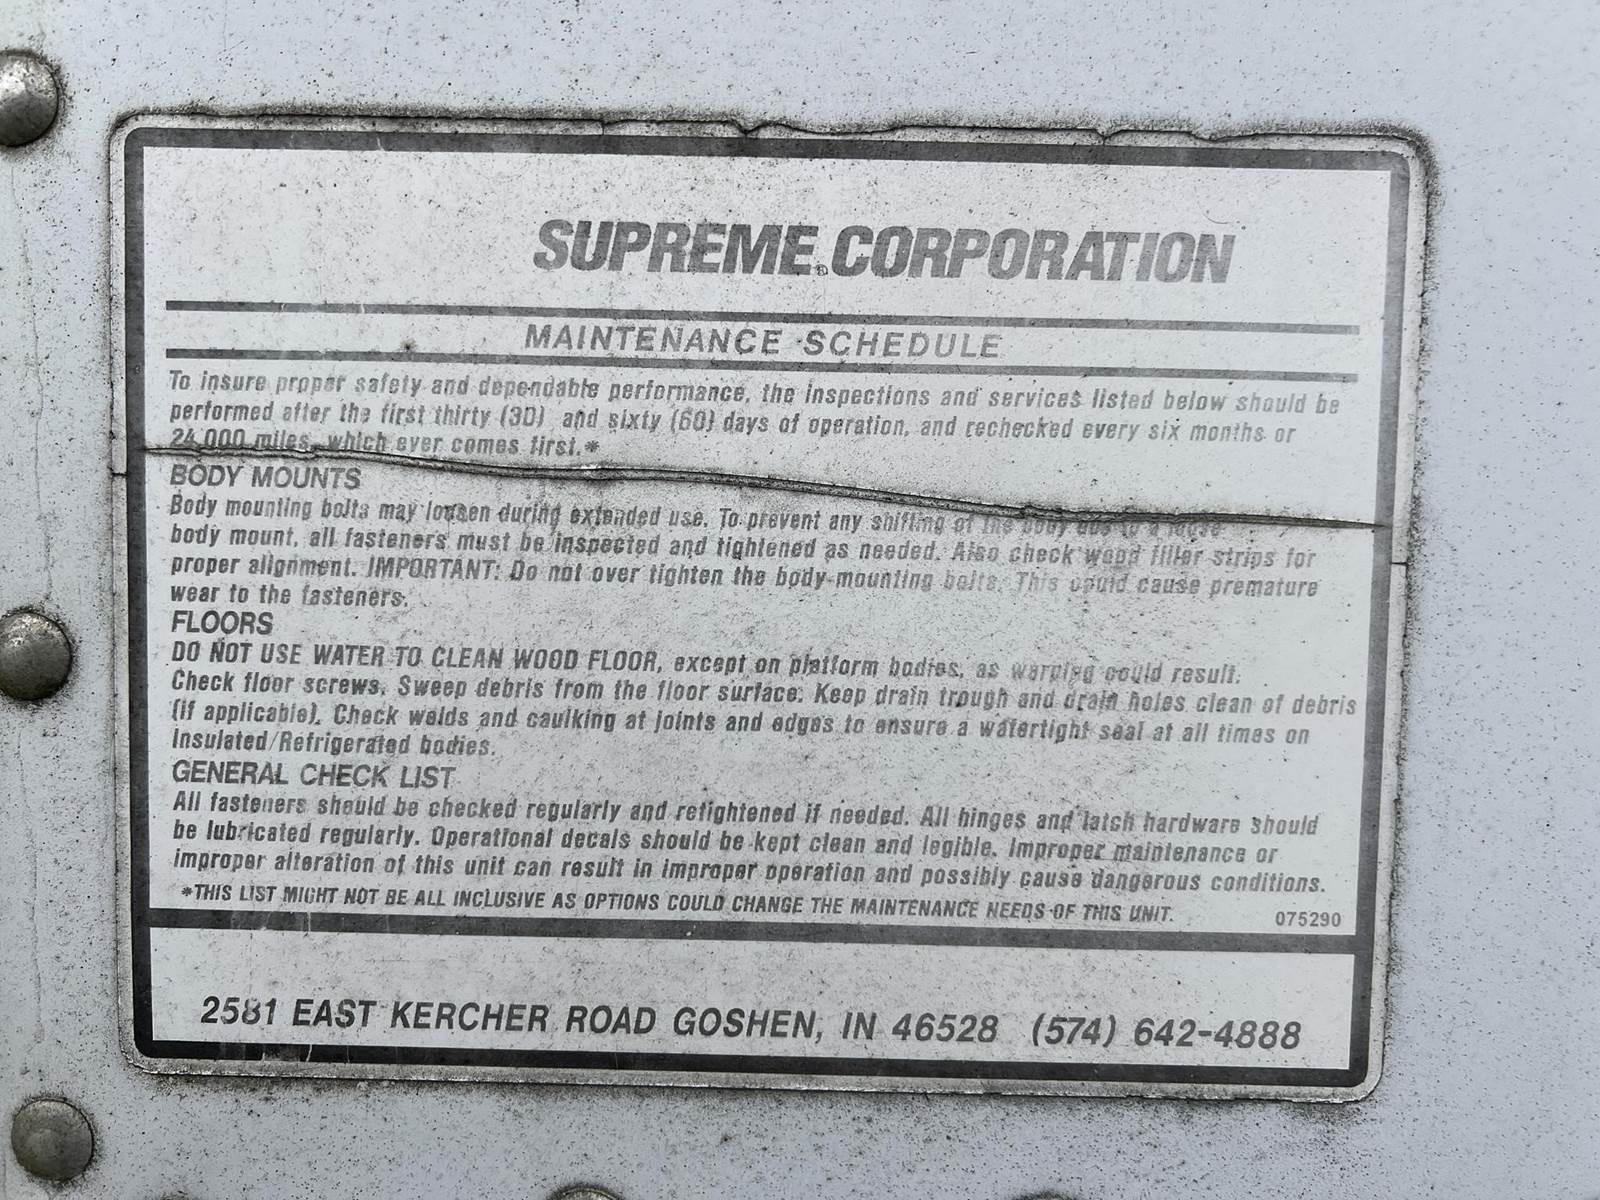 SUPREME® CORPORATION
MAINTENANCE SCHEDULE
To insure proper safety and dependable performance, the inspections and services listed below should be
performed after the first thirty (30) and sixty (60) days of operation, and rechecked every six months or
24,000 miles, which ever comes first.*
BODY MOUNTS
Body mounting bolts may loosen during extended use. To prevent any shifting of the body due to a loose
body mount, all fasteners must be inspected and tightened as needed. Also check wood filler strips for
proper alignment. IMPORTANT: Do not over tighten the body-mounting bolts. This could cause premature
wear to the fasteners.
FLOORS
DO NOT USE WATER TO CLEAN WOOD FLOOR, except on platform bodies, as warping could result.
Check floor screws. Sweep debris from the floor surface. Keep drain trough and drain holes clean of debris
(if applicable). Check welds and caulking at joints and edges to ensure a watertight seal at all times on
Insulated/Refrigerated bodies.
GENERAL CHECK LIST
All fasteners should be checked regularly and retightened if needed. All hinges and latch hardware should
be lubricated regularly. Operational decals should be kept clean and legible. Improper maintenance or
improper alteration of this unit can result in improper operation and possibly cause dangerous conditions.
*THIS LIST MIGHT NOT BE ALL INCLUSIVE AS OPTIONS COULD CHANGE THE MAINTENANCE NEEDS OF THIS UNIT. 075290
2581 EAST KERCHER ROAD GOSHEN, IN 46528 (574) 642-4888